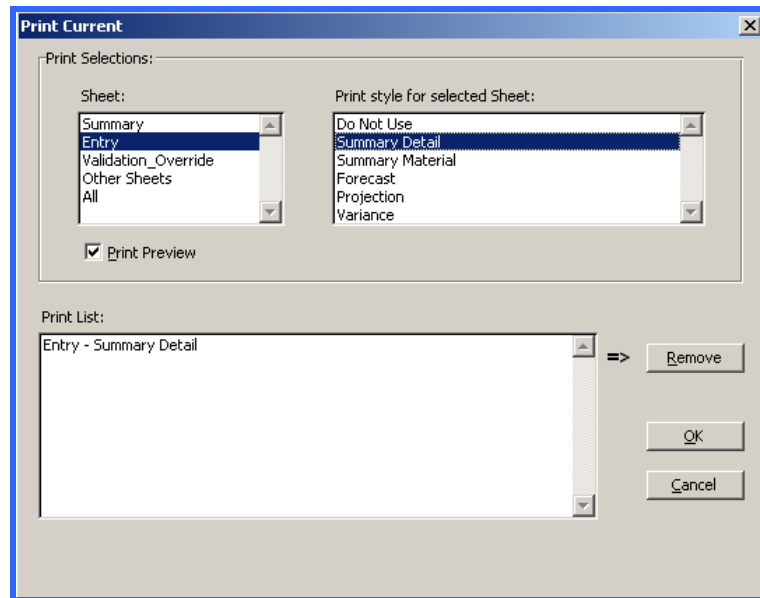 Print Current
Print Selections:
Sheet:
Summary
Entry
Validation_Override
Other Sheets
All
Print style for selected Sheet:
Do Not Use
Summary Detail
Summary Material
Forecast
Projection
Variance
Print Preview
Print List:
Entry - Summary Detail
=>
Remove
OK
Cancel